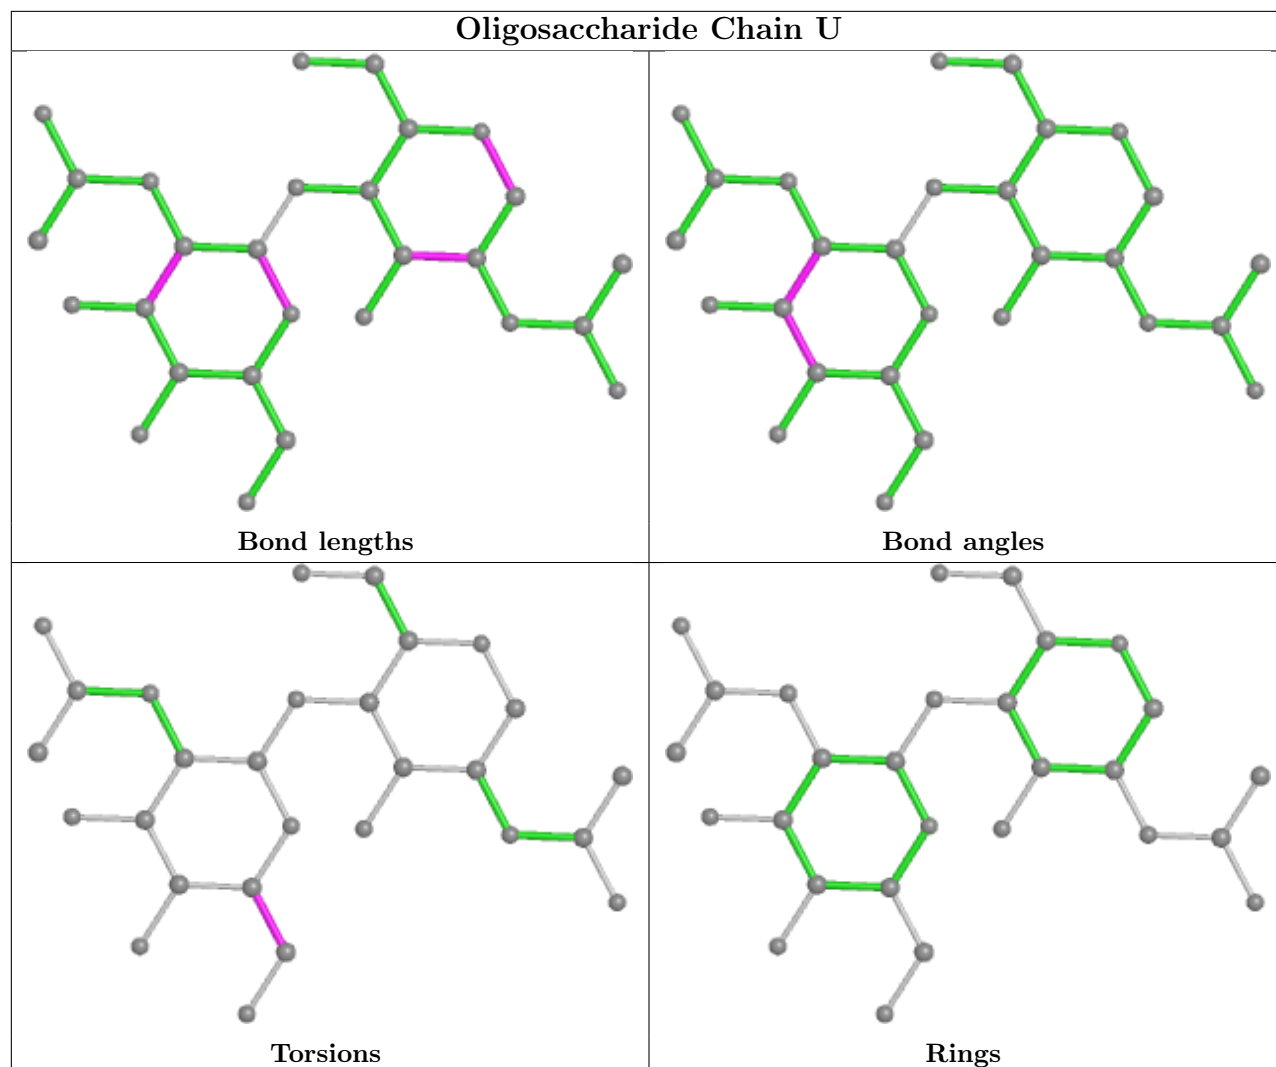 Oligosaccharide Chain U
Bond lengths
Bond angles
Torsions
Rings